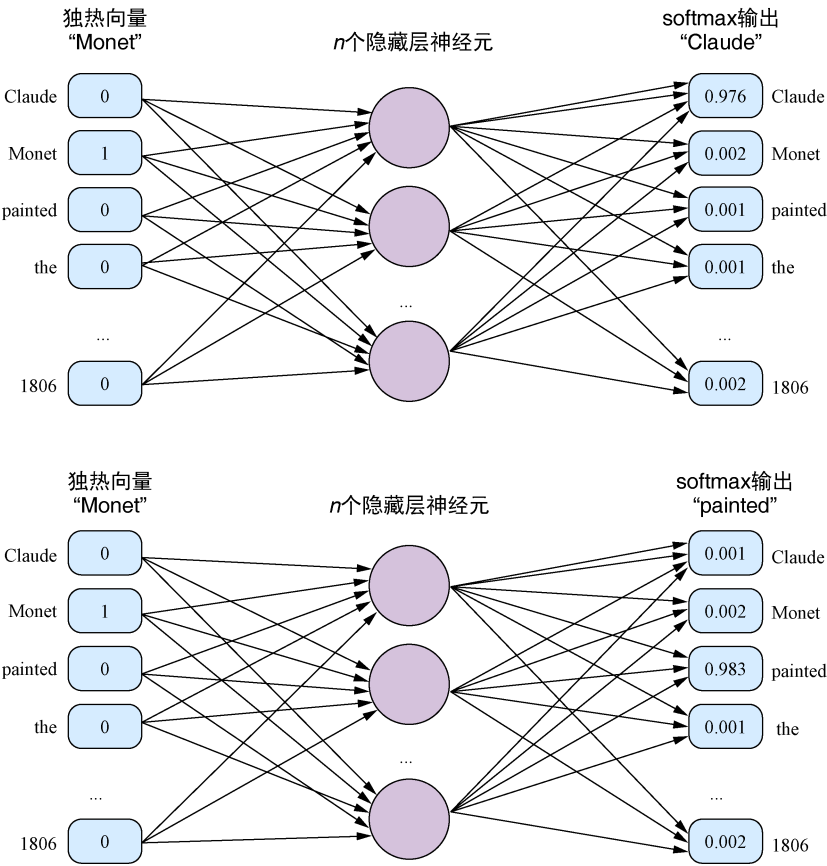 独热向量
“Monet”
n个隐藏层神经元
softmax输出
“Claude”
Claude 0 0.976 Claude
Monet 1 0.002 Monet
painted 0 0.001 painted
the 0 0.001 the
... ... ...
1806 0 0.002 1806
独热向量
“Monet”
n个隐藏层神经元
softmax输出
“painted”
Claude 0 0.001 Claude
Monet 1 0.002 Monet
painted 0 0.983 painted
the 0 0.001 the
... ... ...
1806 0 0.002 1806